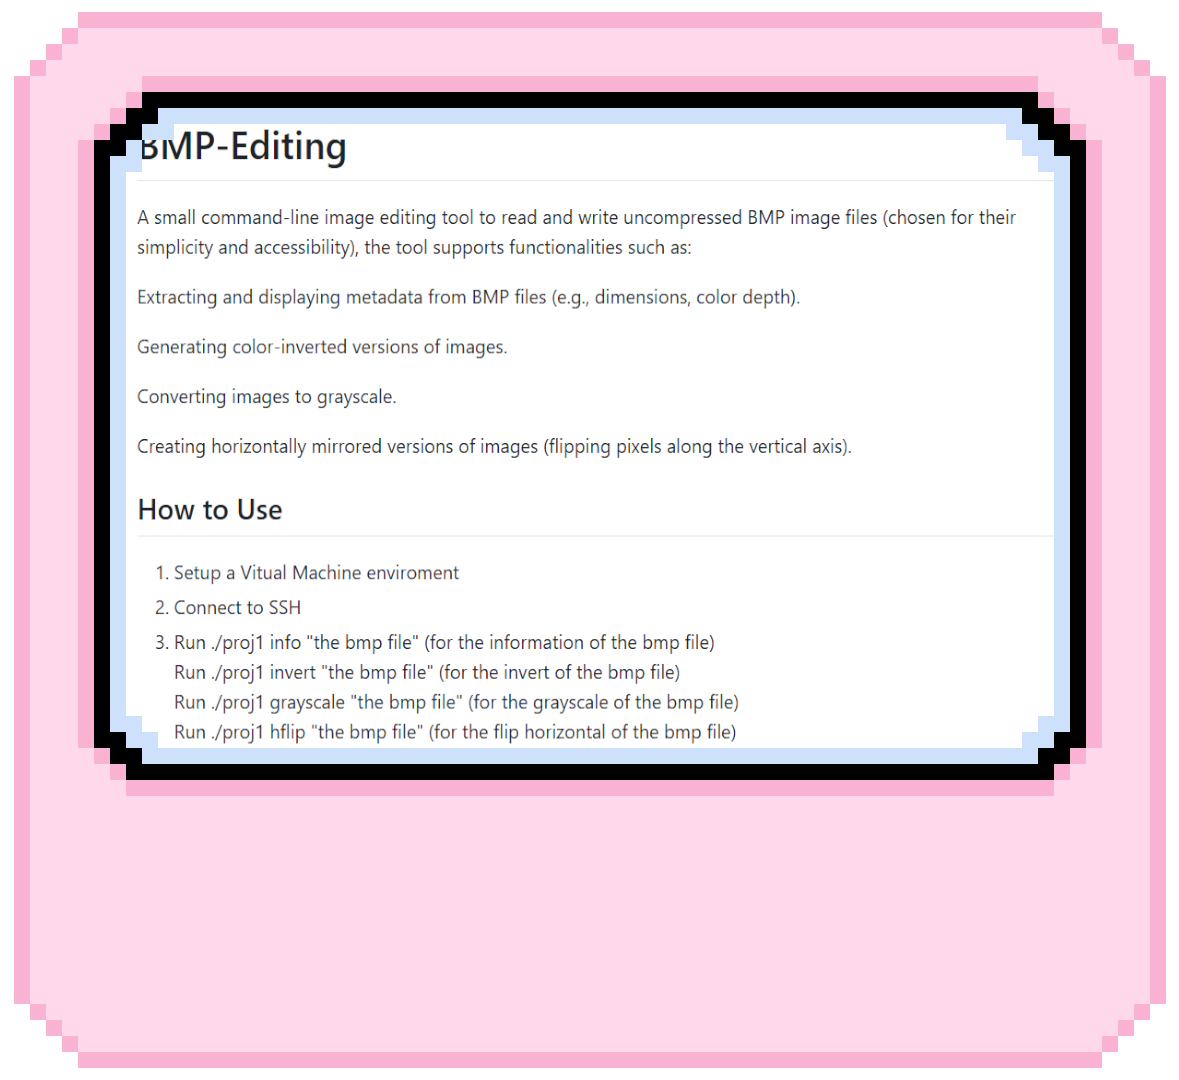 BMP-Editing
A small command-line image editing tool to read and write uncompressed BMP image files (chosen for their
simplicity and accessibility), the tool supports functionalities such as:
Extracting and displaying metadata from BMP files (e.g., dimensions, color depth).
Generating color-inverted versions of images.
Converting images to grayscale.
Creating horizontally mirrored versions of images (flipping pixels along the vertical axis).
How to Use
1. Setup a Vitual Machine enviroment
2. Connect to SSH
3. Run ./proj1 info "the bmp file" (for the information of the bmp file)
Run ./proj1 invert "the bmp file" (for the invert of the bmp file)
Run ./proj1 grayscale "the bmp file" (for the grayscale of the bmp file)
Run ./proj1 hflip "the bmp file" (for the flip horizontal of the bmp file)